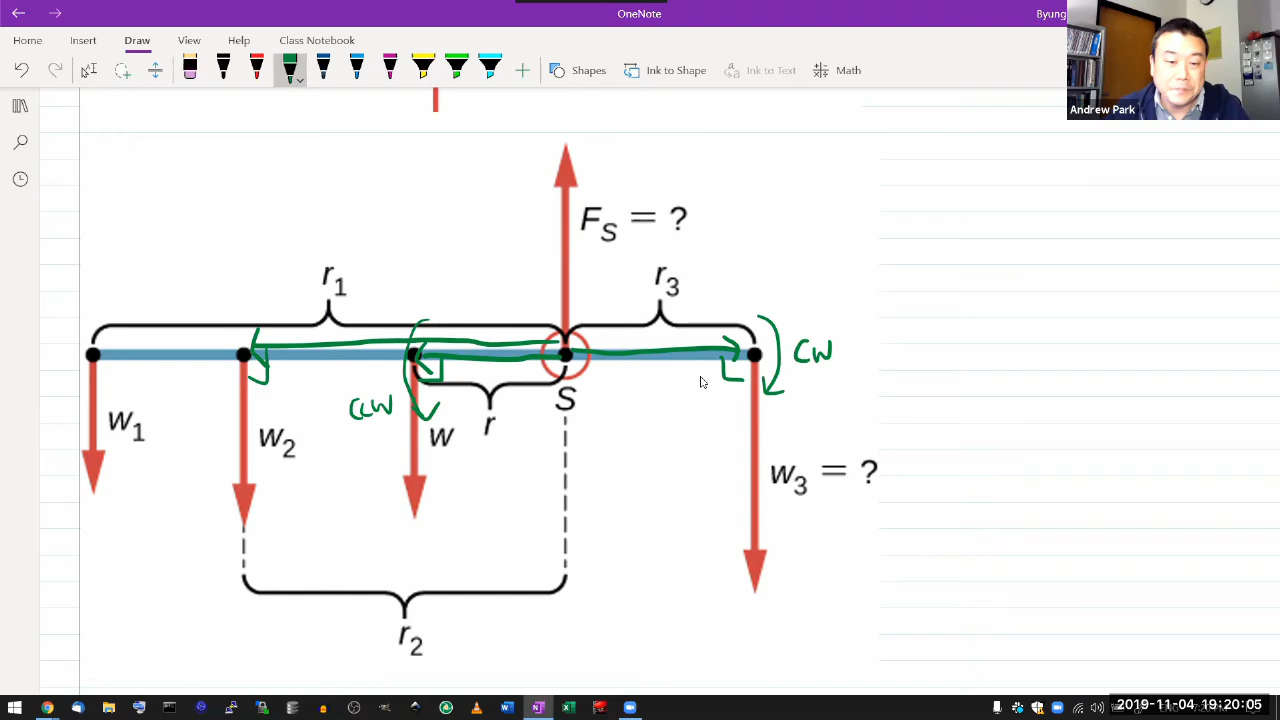 OneNote
Byung
Home Insert Draw View Help Class Notebook
Shapes Ink to Shape Ink to Text Math
Andrew Park
F_S = ?
r_1 r_3
CW
S
CCW
w_1 w_2 w r
w_3 = ?
r_2
2019-11-04 19:20:05